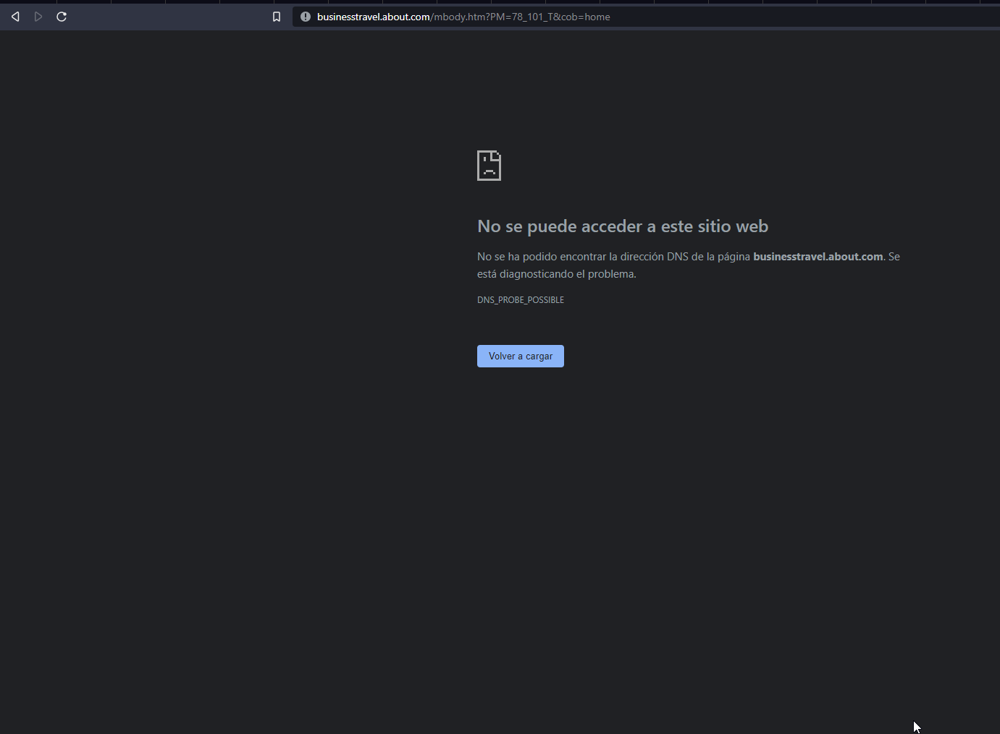 businesstravel.about.com/mbody.htm?PM=78_101_T&cob=home
No se puede acceder a este sitio web
No se ha podido encontrar la dirección DNS de la página businesstravel.about.com. Se
está diagnosticando el problema.
DNS_PROBE_POSSIBLE
Volver a cargar